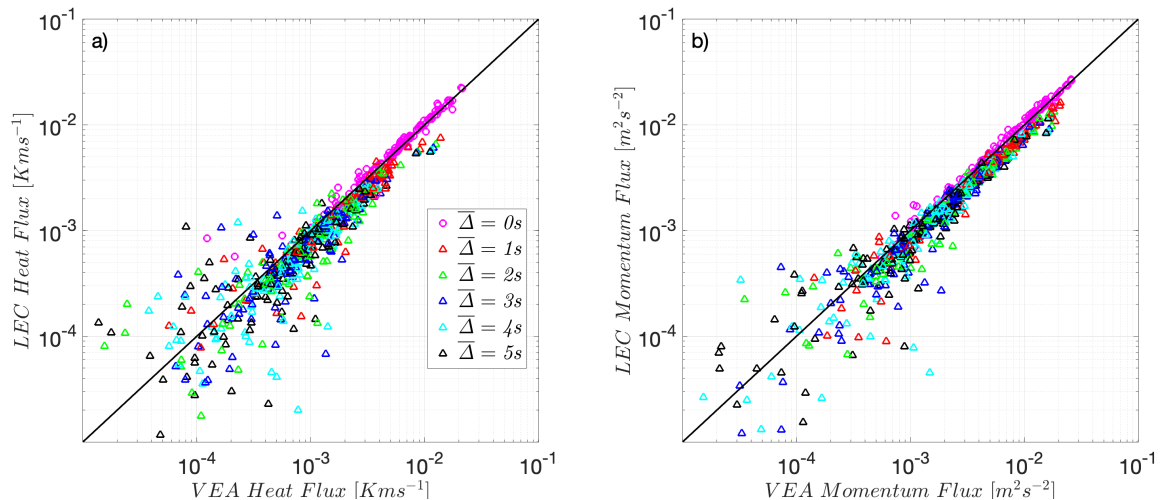 a)
10^-1
10^-2
10^-3
10^-4
LEC Heat Flux [Kms^-1]
10^-4 10^-3 10^-2 10^-1
VEA Heat Flux [Kms^-1]
Δ̅ = 0s
Δ̅ = 1s
Δ̅ = 2s
Δ̅ = 3s
Δ̅ = 4s
Δ̅ = 5s
b)
10^-1
10^-2
10^-3
10^-4
LEC Momentum Flux [m^2s^-2]
10^-4 10^-3 10^-2 10^-1
VEA Momentum Flux [m^2s^-2]